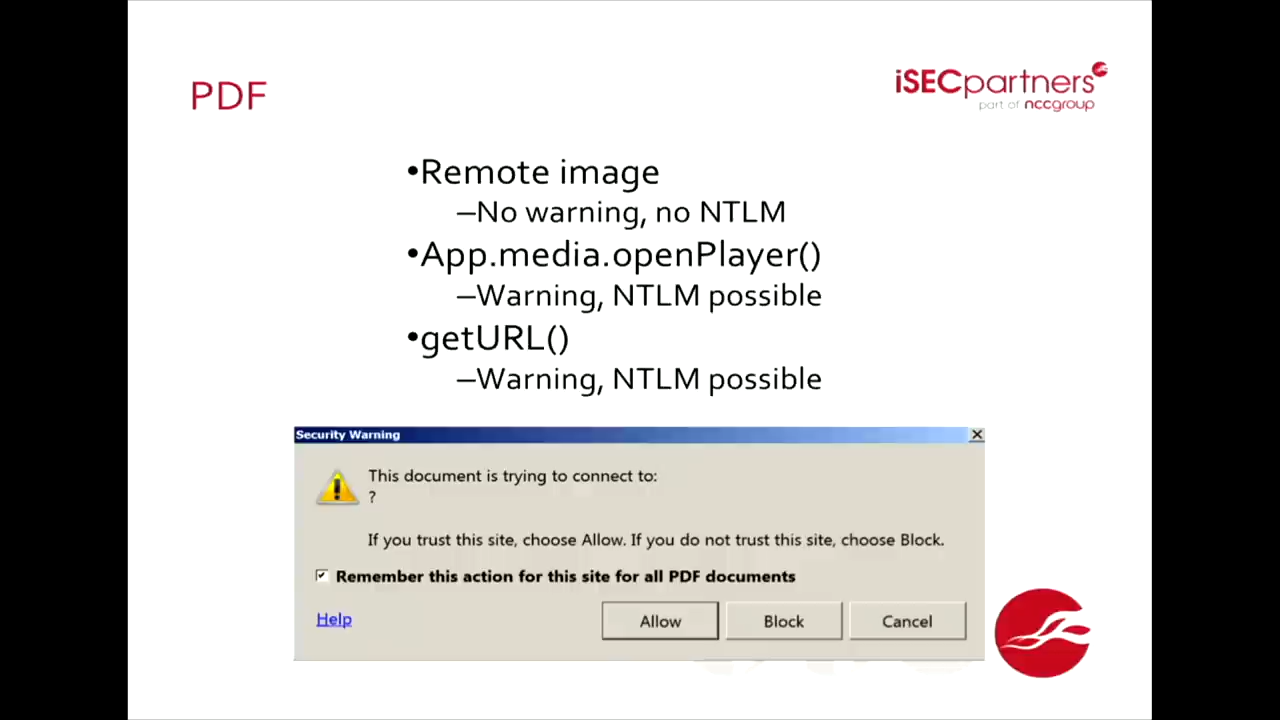 PDF
iSECpartners
part of nccgroup
•Remote image
–No warning, no NTLM
•App.media.openPlayer()
–Warning, NTLM possible
•getURL()
–Warning, NTLM possible
Security Warning
This document is trying to connect to:
?
If you trust this site, choose Allow. If you do not trust this site, choose Block.
Remember this action for this site for all PDF documents
Help
Allow
Block
Cancel